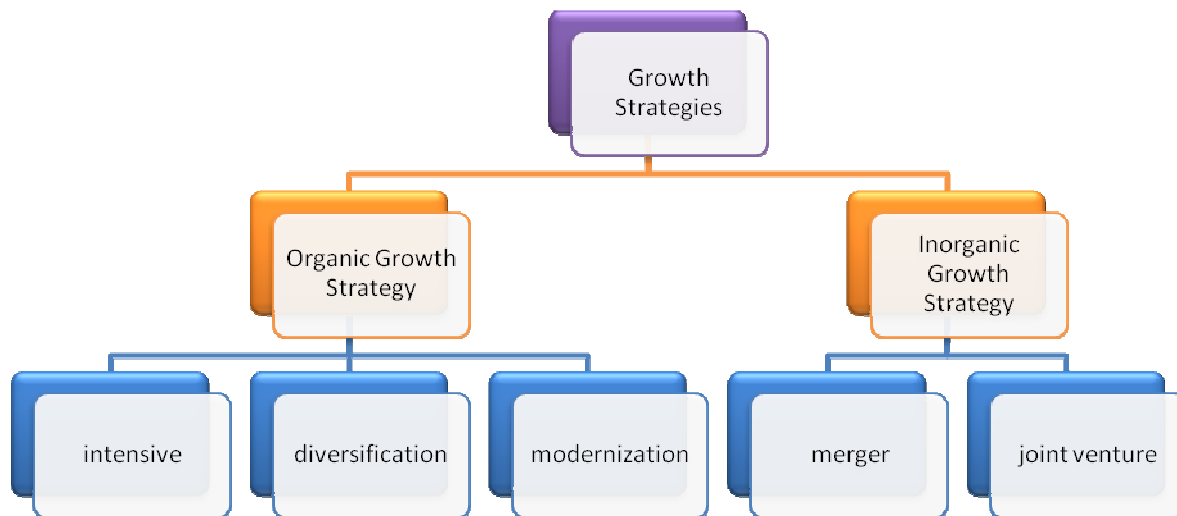 Growth
Strategies
Organic Growth
Strategy
Inorganic
Growth
Strategy
intensive
diversification
modernization
merger
joint venture